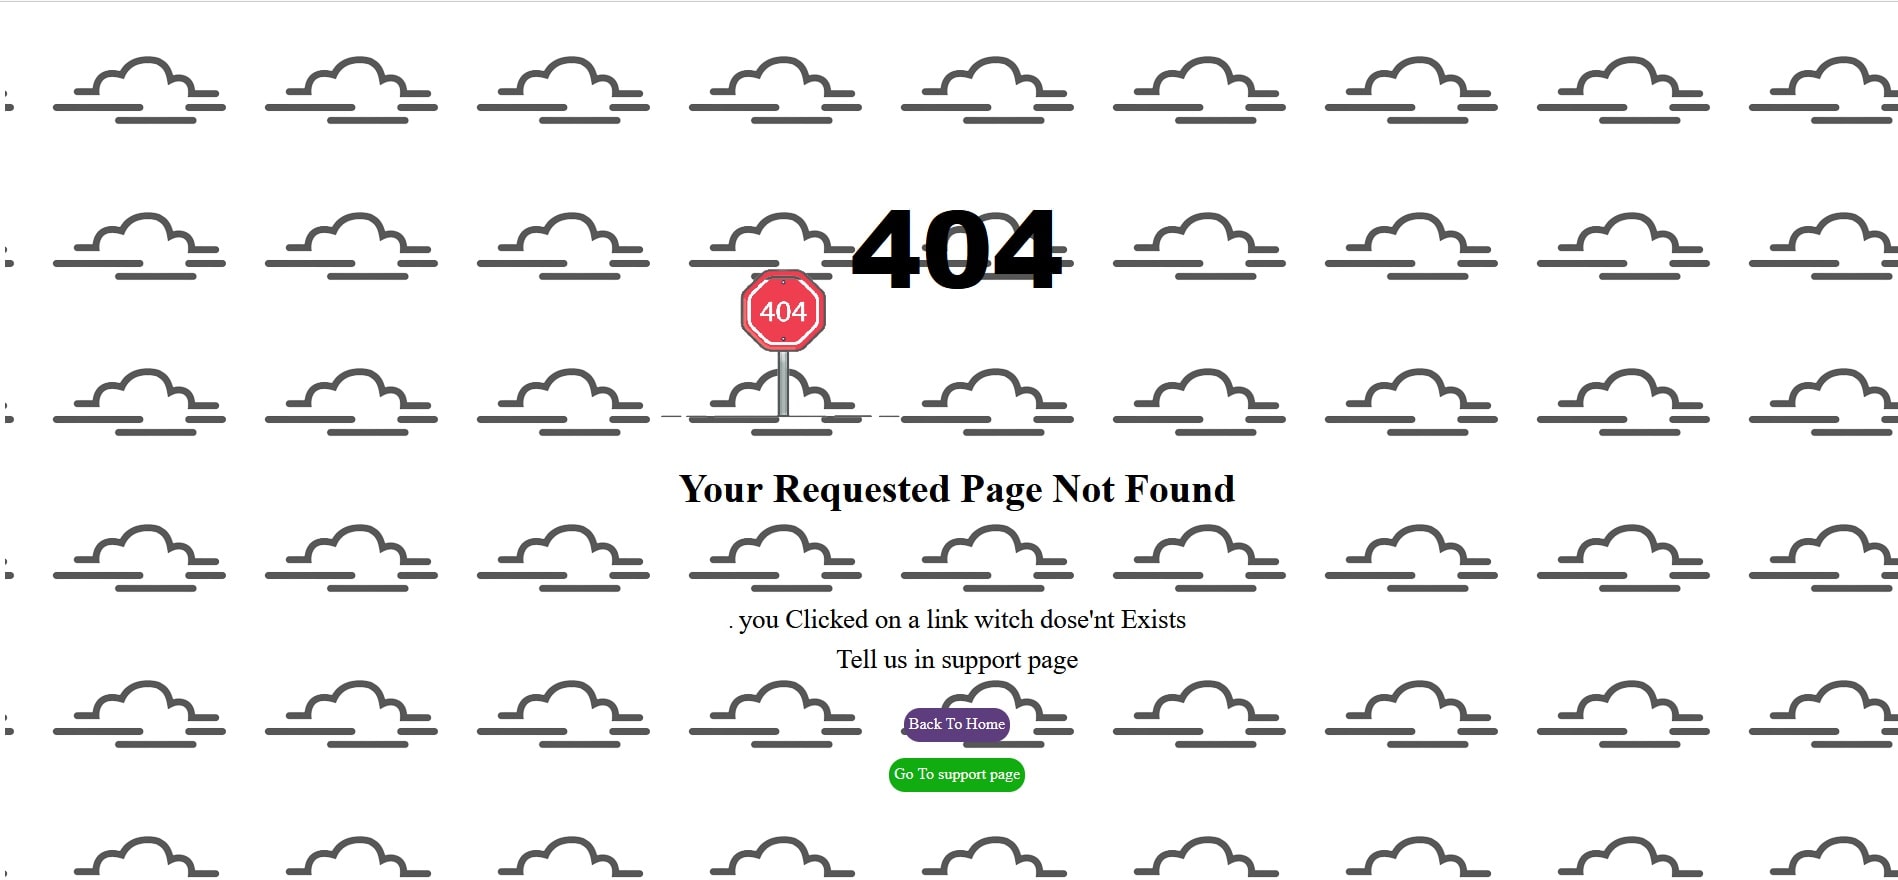 404
404
Your Requested Page Not Found
. you Clicked on a link witch dose'nt Exists
Tell us in support page
Back To Home
Go To support page